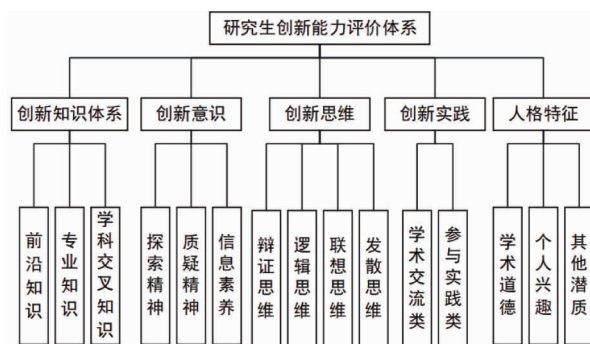 研究生创新能力评价体系
创新知识体系
创新意识
创新思维
创新实践
人格特征
前沿知识
专业知识
学科交叉知识
探索精神
质疑精神
信息素养
辩证思维
逻辑思维
联想思维
发散思维
学术交流类
参与实践类
学术道德
个人兴趣
其他潜质